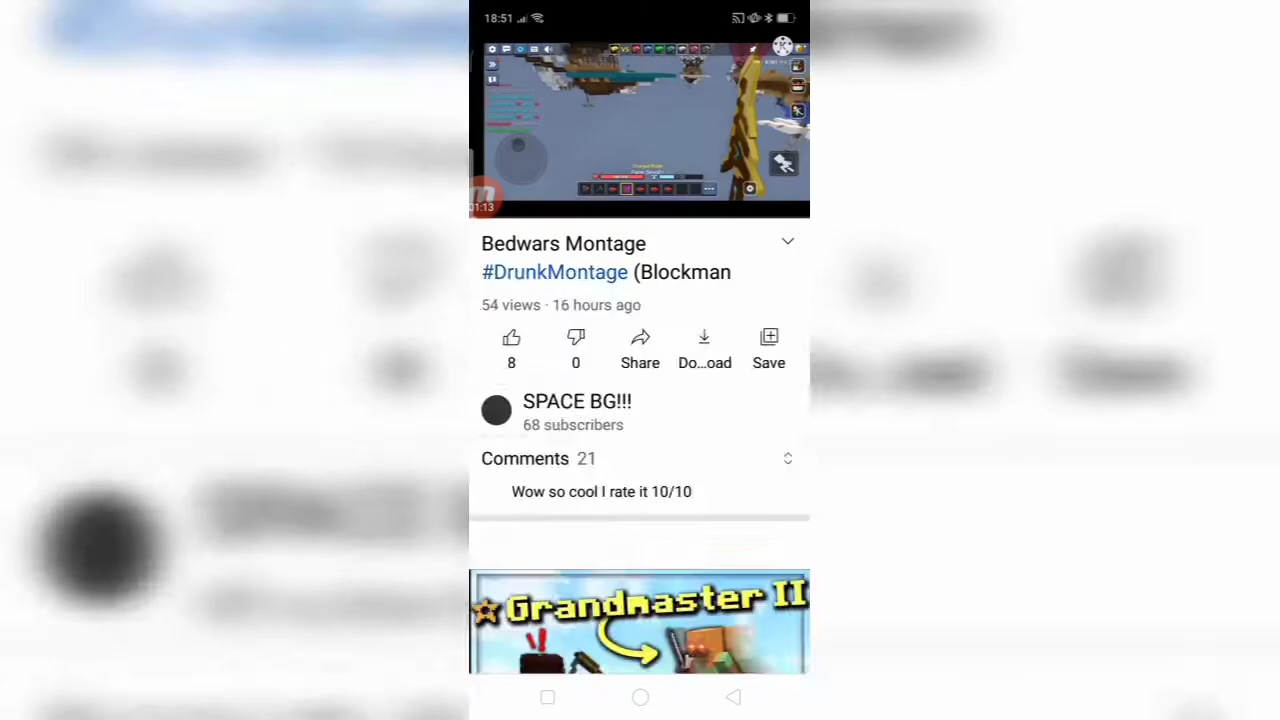 18:51
VS
01:13
Bedwars Montage
#DrunkMontage (Blockman
54 views · 16 hours ago
8
0
Share
Do...oad
Save
SPACE BG!!!
68 subscribers
Comments 21
Wow so cool I rate it 10/10
Grandmaster II
!!